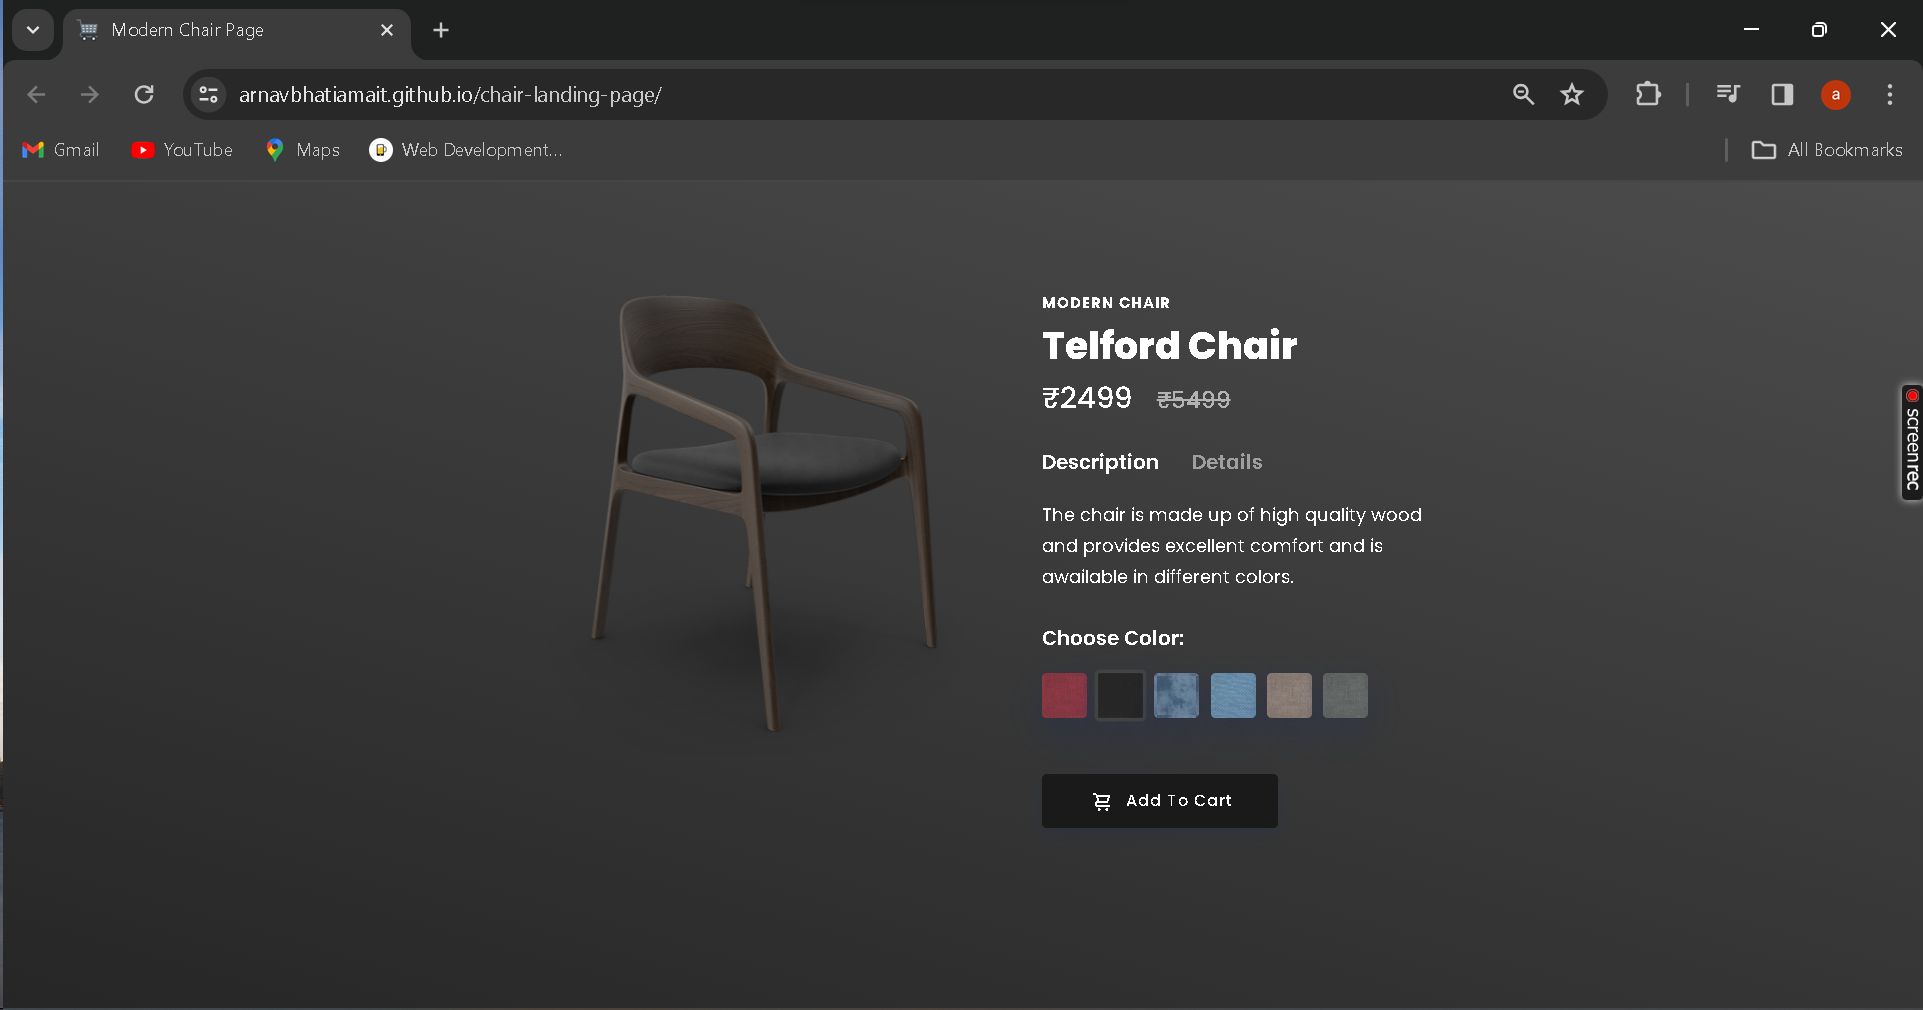 Modern Chair Page
arnavbhatiamait.github.io/chair-landing-page/
a
Gmail YouTube Maps Web Development... All Bookmarks
MODERN CHAIR
Telford Chair
₹2499 ₹5499
Description Details
The chair is made up of high quality wood
and provides excellent comfort and is
awailable in different colors.
Choose Color:
Add To Cart
screenrec